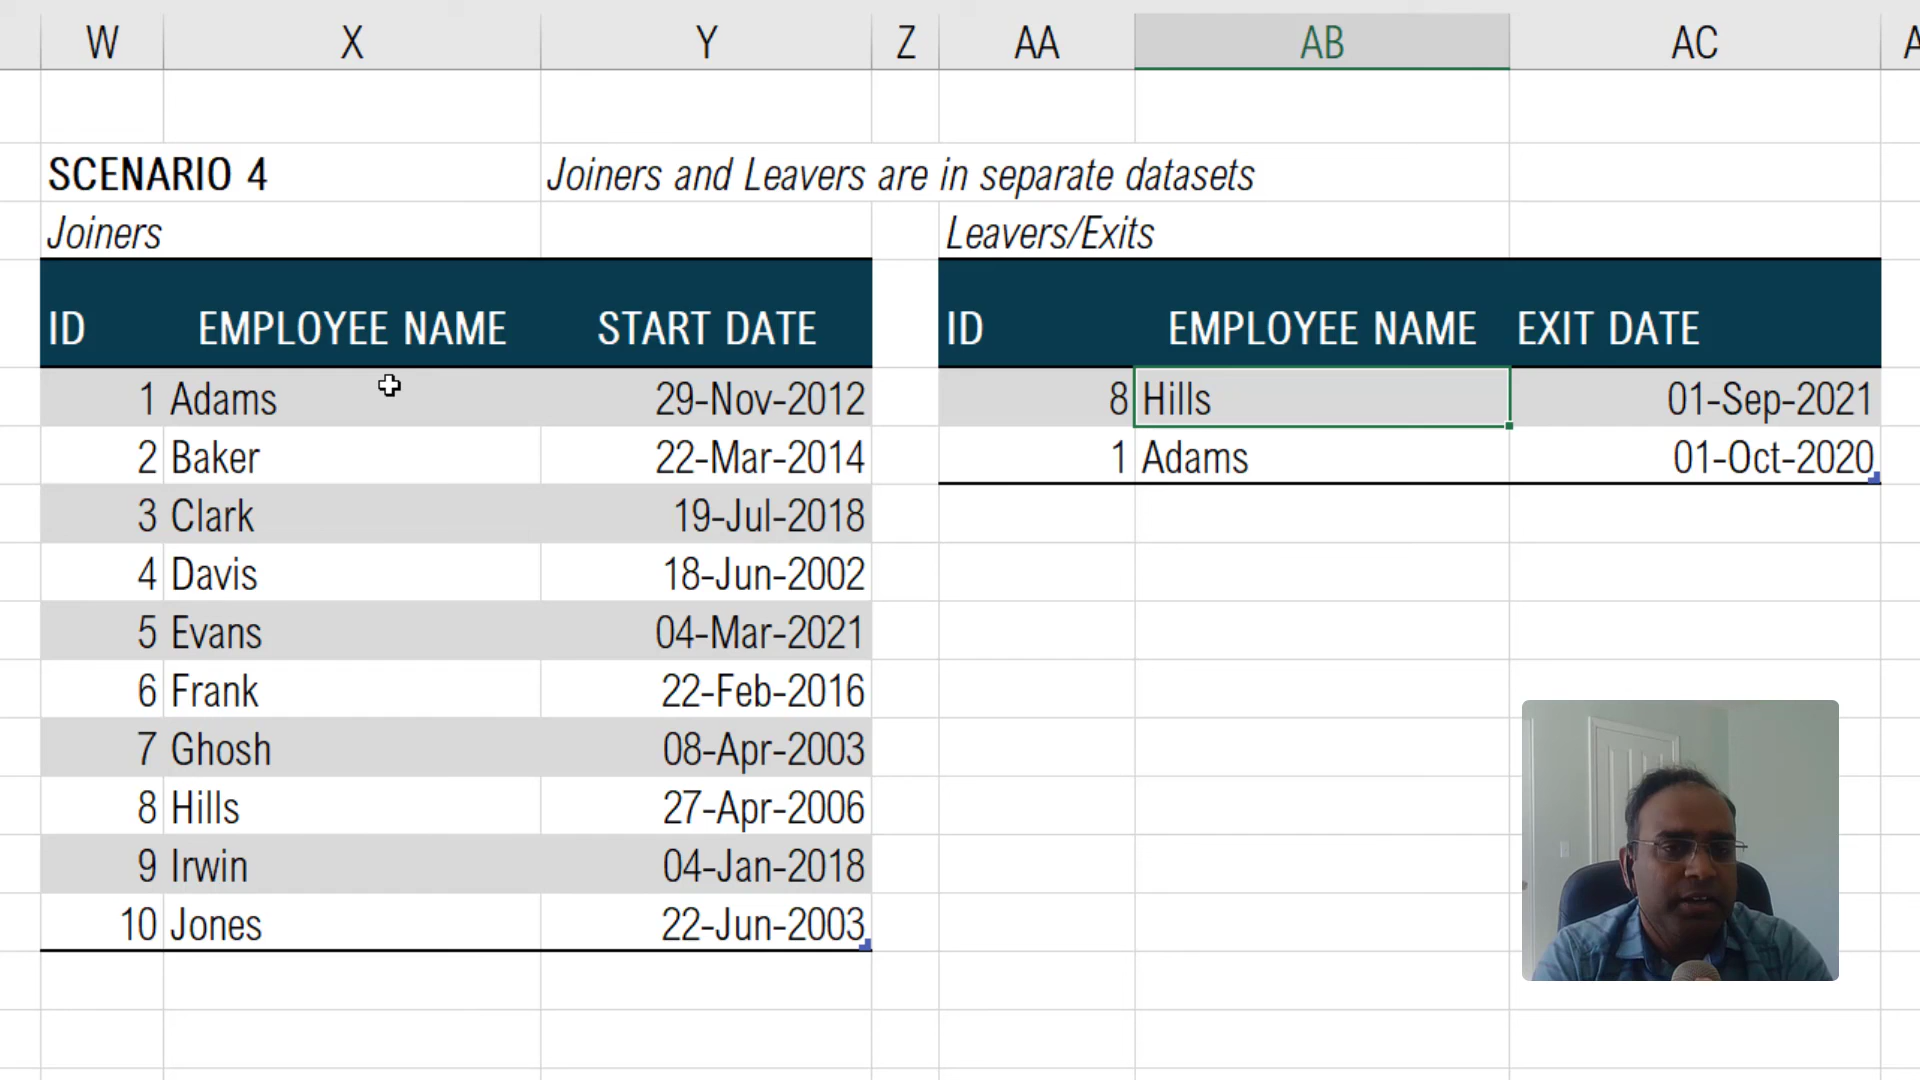 W X Y Z AA AB AC
SCENARIO 4 Joiners and Leavers are in separate datasets
Joiners Leavers/Exits
ID EMPLOYEE NAME START DATE ID EMPLOYEE NAME EXIT DATE
1 Adams 29-Nov-2012 8 Hills 01-Sep-2021
2 Baker 22-Mar-2014 1 Adams 01-Oct-2020
3 Clark 19-Jul-2018
4 Davis 18-Jun-2002
5 Evans 04-Mar-2021
6 Frank 22-Feb-2016
7 Ghosh 08-Apr-2003
8 Hills 27-Apr-2006
9 Irwin 04-Jan-2018
10 Jones 22-Jun-2003